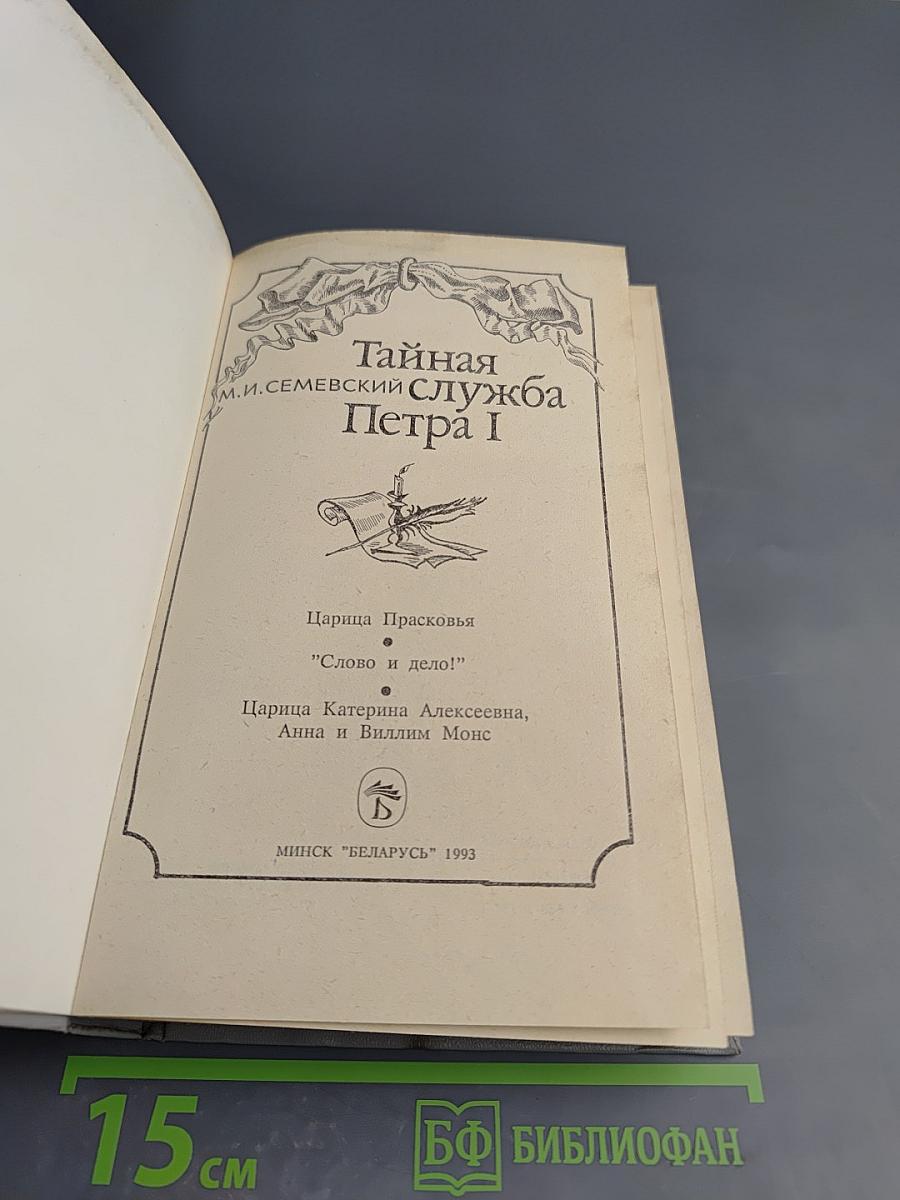 Тайная
М.И.СЕМЕВСКИЙ служба
Петра I
Царица Прасковья
"Слово и дело!"
Царица Катерина Алексеевна,
Анна и Виллим Монс
Б
МИНСК "БЕЛАРУСЬ" 1993
15 см
БФ БИБЛИОФАН